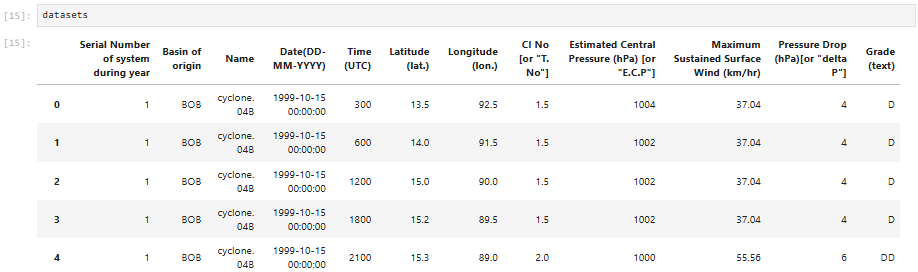 [15]: datasets
[15]:
Serial Number of system during year Basin of origin Name Date(DD-MM-YYYY) Time (UTC) Latitude (lat.) Longitude (lon.) CI No [or "T. No"] Estimated Central Pressure (hPa) [or "E.C.P"] Maximum Sustained Surface Wind (km/hr) Pressure Drop (hPa)[or "delta P"] Grade (text)
0 1 BOB cyclone. 04B 1999-10-15 00:00:00 300 13.5 92.5 1.5 1004 37.04 4 D
1 1 BOB cyclone. 04B 1999-10-15 00:00:00 600 14.0 91.5 1.5 1002 37.04 4 D
2 1 BOB cyclone. 04B 1999-10-15 00:00:00 1200 15.0 90.0 1.5 1002 37.04 4 D
3 1 BOB cyclone. 04B 1999-10-15 00:00:00 1800 15.2 89.5 1.5 1002 37.04 4 D
4 1 BOB cyclone. 04B 1999-10-15 00:00:00 2100 15.3 89.0 2.0 1000 55.56 6 DD